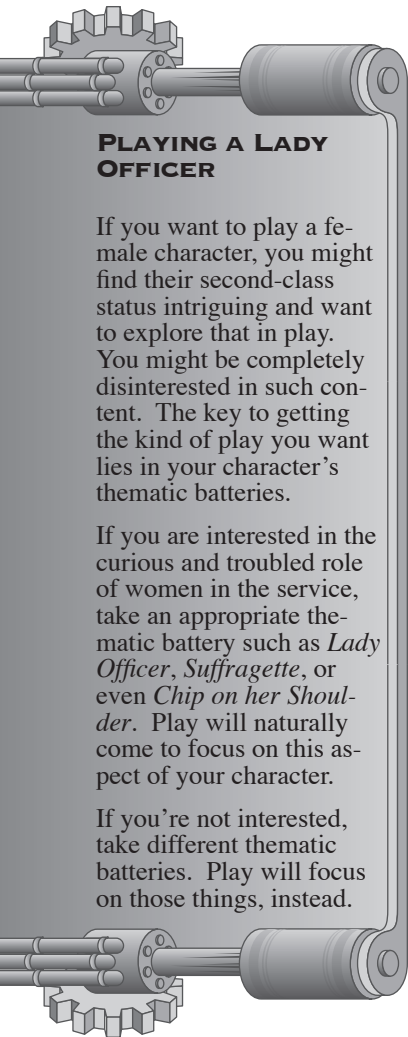 PLAYING A LADY
OFFICER
If you want to play a fe-
male character, you might
find their second-class
status intriguing and want
to explore that in play.
You might be completely
disinterested in such con-
tent.  The key to getting
the kind of play you want
lies in your character's
thematic batteries.
If you are interested in the
curious and troubled role
of women in the service,
take an appropriate the-
matic battery such as Lady
Officer, Suffragette, or
even Chip on her Shoul-
der.  Play will naturally
come to focus on this as-
pect of your character.
If you're not interested,
take different thematic
batteries.  Play will focus
on those things, instead.